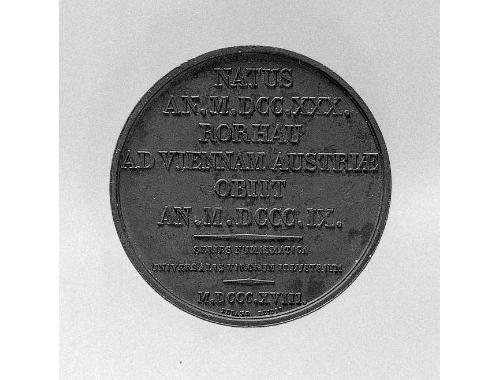 NATUS
AN. M. DCC. XXX.
RORHAU
AD VIENNAM AUSTRIÆ
OBIIT
AN. M. DCCC. IX.
SERIES NUMISMATICA
UNIVERSALIS VIRORUM ILLUSTRIUM
M. DCCC. XVIII.